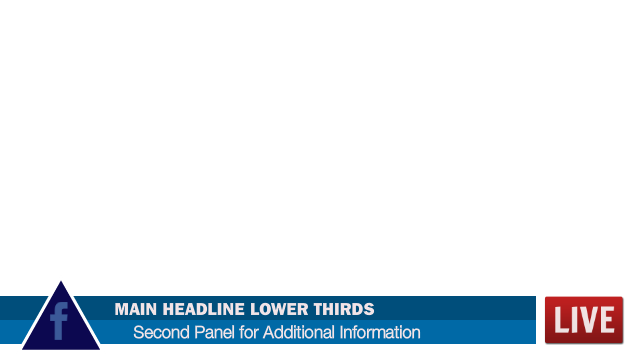 MAIN HEADLINE LOWER THIRDS
Second Panel for Additional Information
f
LIVE